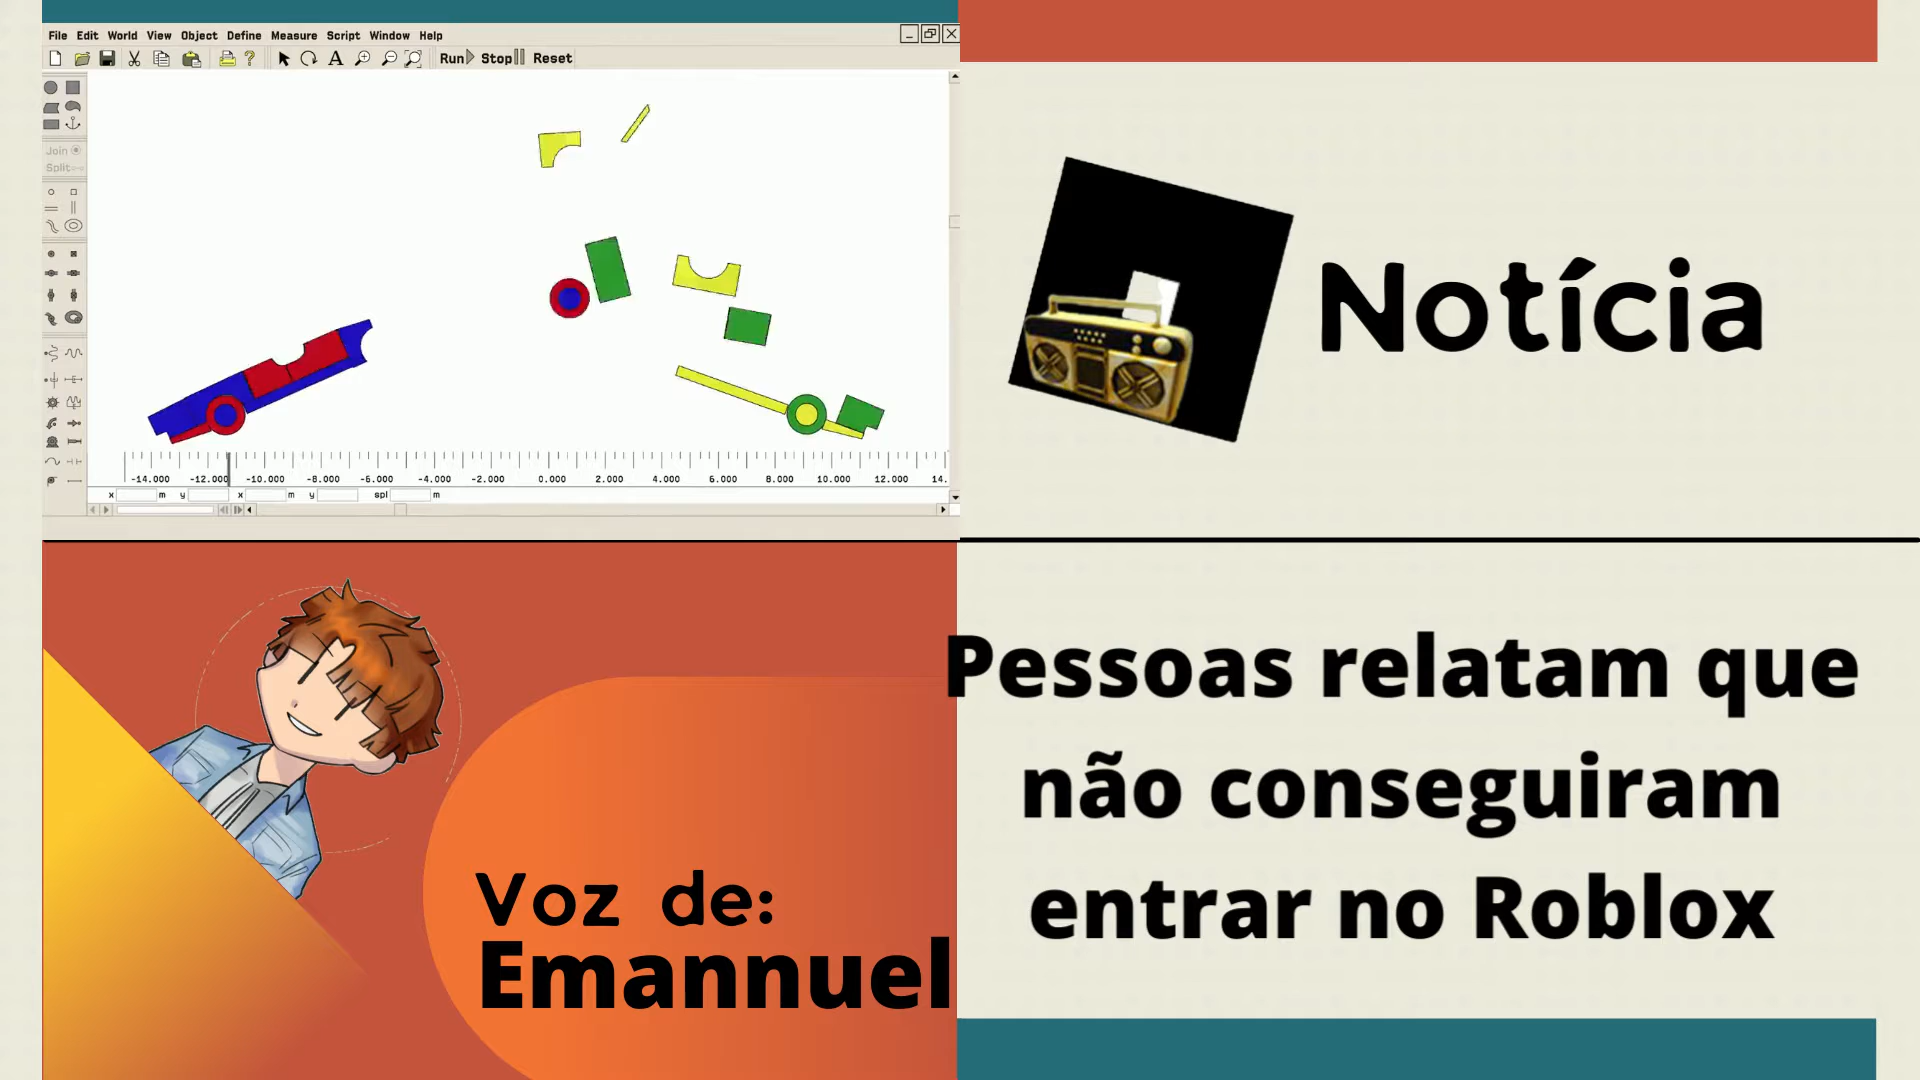 File Edit World View Object Define Measure Script Window Help
Run Stop Reset
Join
Split
-14.000 -12.000 -10.000 -8.000 -6.000 -4.000 -2.000 0.000 2.000 4.000 6.000 8.000 10.000 12.000 14.
x m y x m y spl m
Notícia
Voz de:
Emannuel
Pessoas relatam que
não conseguiram
entrar no Roblox